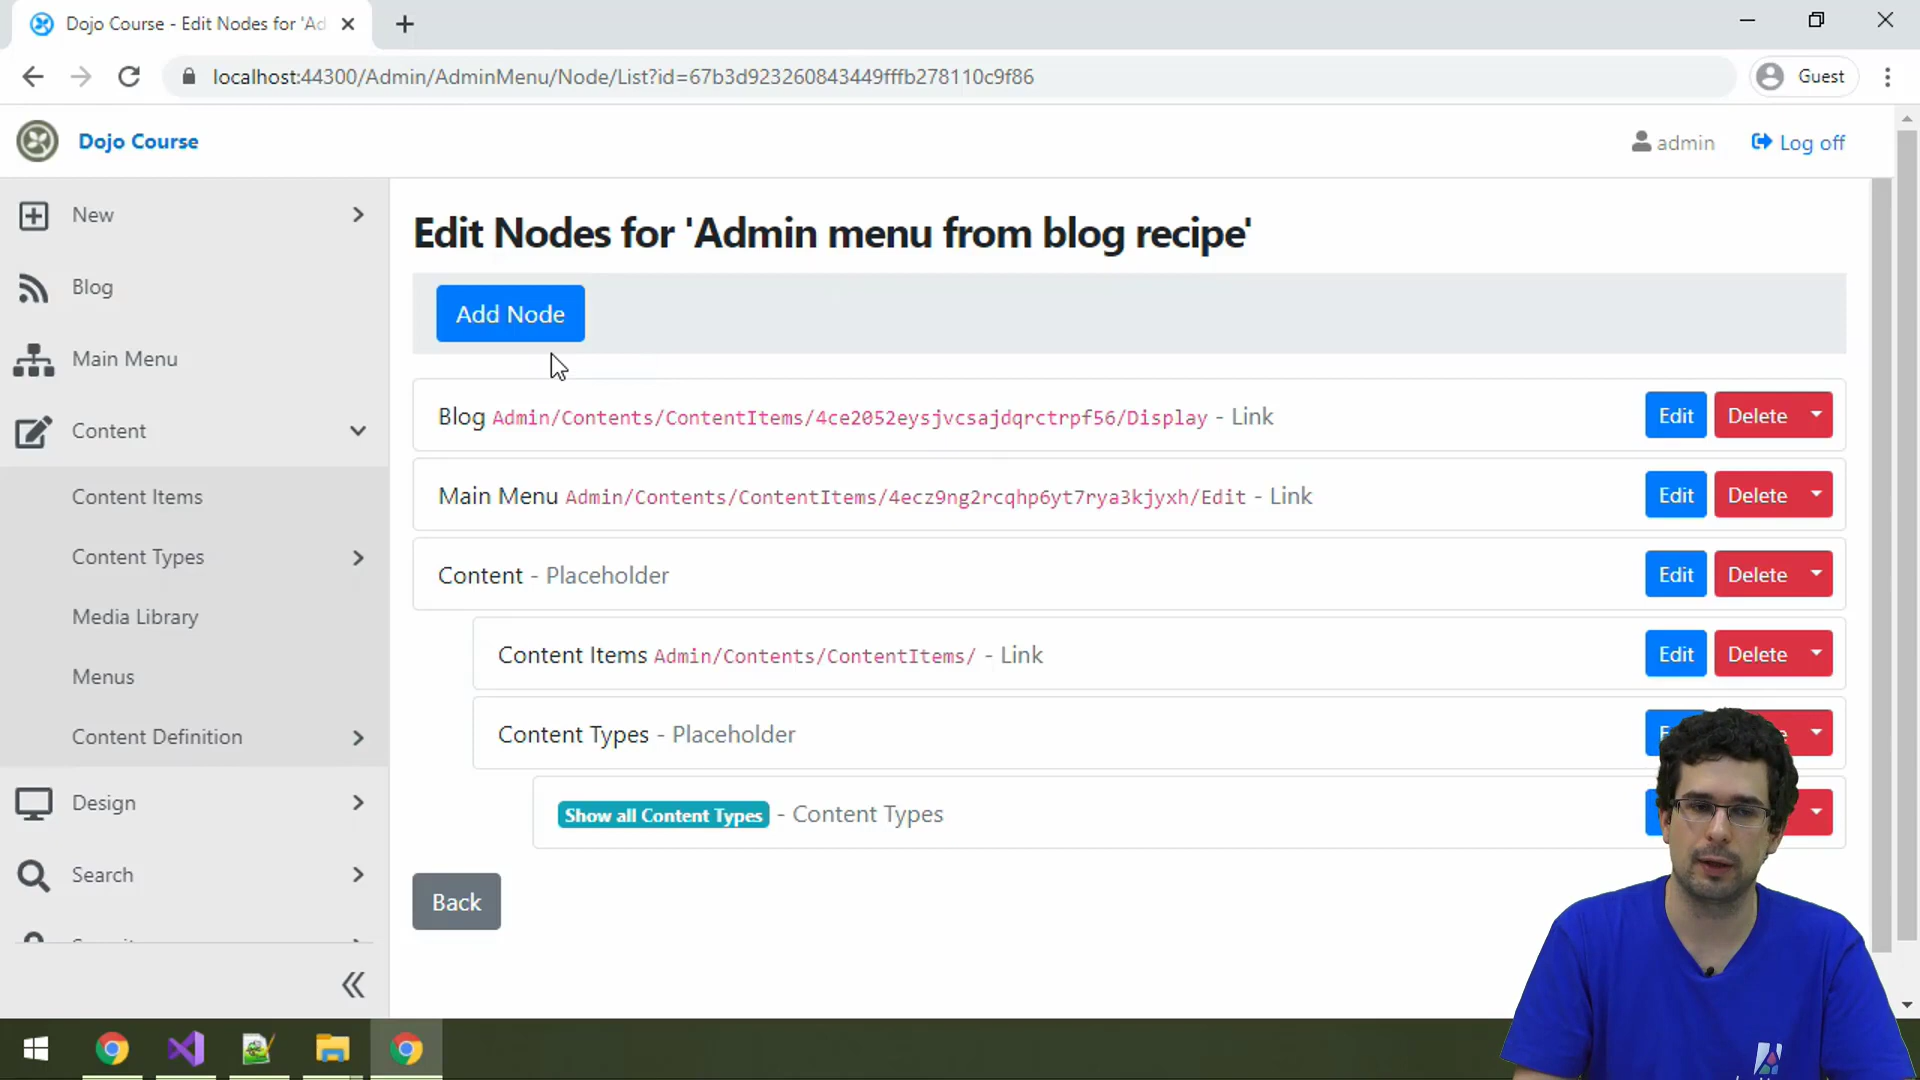 Dojo Course - Edit Nodes for 'Ad
localhost:44300/Admin/AdminMenu/Node/List?id=67b3d923260843449fffb278110c9f86
Guest
Dojo Course
admin
Log off
New
Blog
Main Menu
Content
Content Items
Content Types
Media Library
Menus
Content Definition
Design
Search
Edit Nodes for 'Admin menu from blog recipe'
Add Node
Blog Admin/Contents/ContentItems/4ce2052eysjvcsajdqrctrpf56/Display - Link
Edit Delete
Main Menu Admin/Contents/ContentItems/4ecz9ng2rcqhp6yt7rya3kjyxh/Edit - Link
Edit Delete
Content - Placeholder
Edit Delete
Content Items Admin/Contents/ContentItems/ - Link
Edit Delete
Content Types - Placeholder
Show all Content Types - Content Types
Back